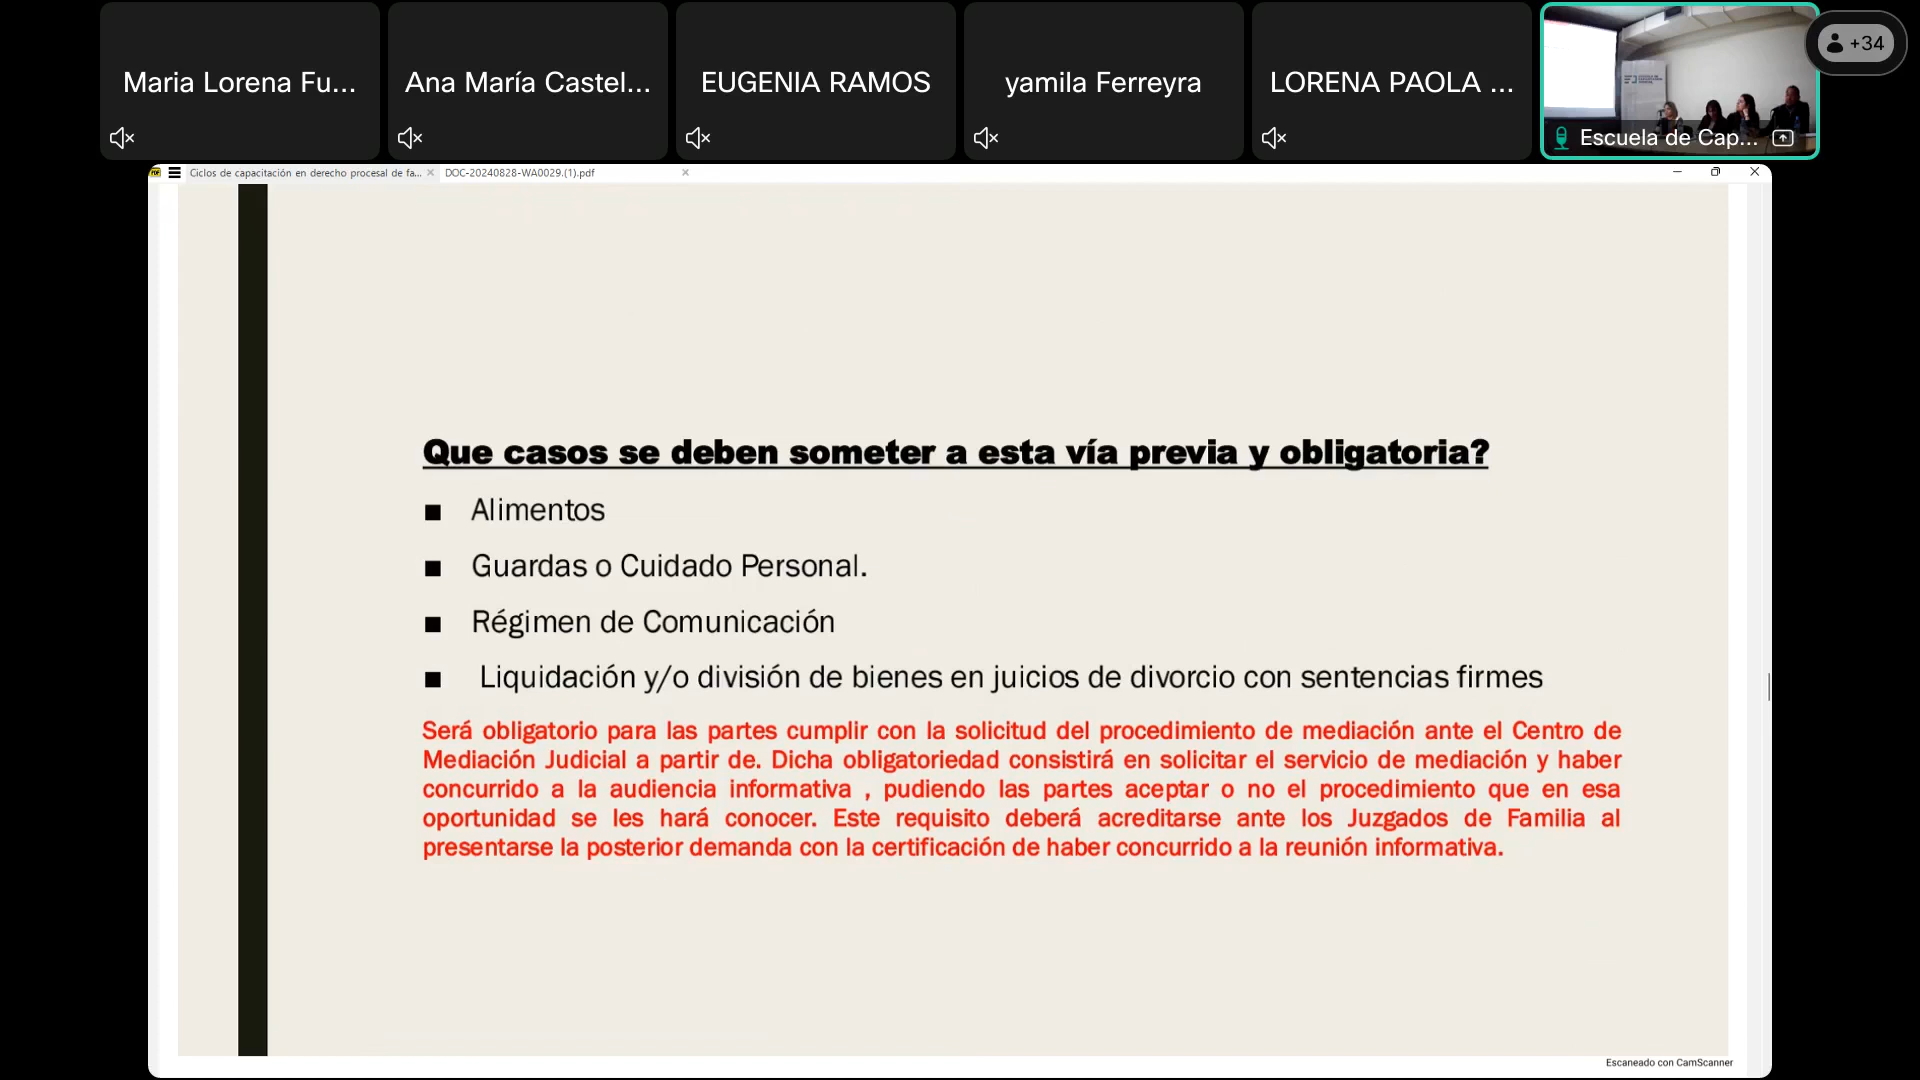 Maria Lorena Fu...
Ana María Castel...
EUGENIA RAMOS
yamila Ferreyra
LORENA PAOLA ...
Escuela de Cap...
+34
Ciclos de capacitación en derecho procesal de fa...
DOC-20240828-WA0029.(1).pdf
Que casos se deben someter a esta vía previa y obligatoria?
■ Alimentos
■ Guardas o Cuidado Personal.
■ Régimen de Comunicación
■ Liquidación y/o división de bienes en juicios de divorcio con sentencias firmes
Será obligatorio para las partes cumplir con la solicitud del procedimiento de mediación ante el Centro de
Mediación Judicial a partir de. Dicha obligatoriedad consistirá en solicitar el servicio de mediación y haber
concurrido a la audiencia informativa , pudiendo las partes aceptar o no el procedimiento que en esa
oportunidad se les hará conocer. Este requisito deberá acreditarse ante los Juzgados de Familia al
presentarse la posterior demanda con la certificación de haber concurrido a la reunión informativa.
Escaneado con CamScanner